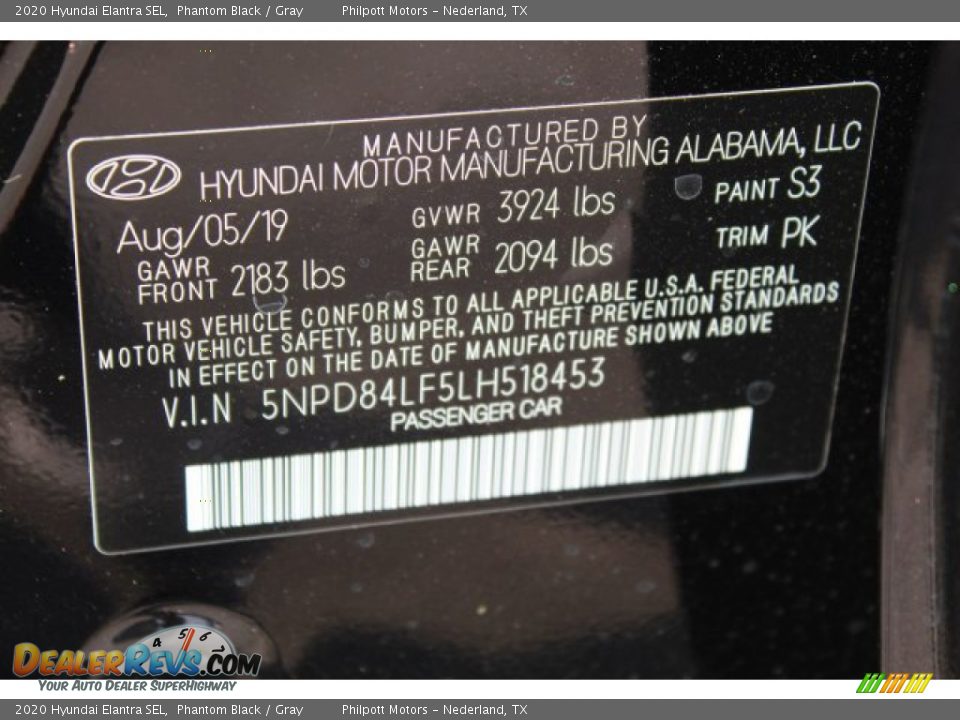 2020 Hyundai Elantra SEL, Phantom Black / Gray Philpott Motors - Nederland, TX
MANUFACTURED BY
HYUNDAI MOTOR MANUFACTURING ALABAMA, LLC
Aug/05/19 GVWR 3924 lbs PAINT S3
GAWR FRONT 2183 lbs GAWR REAR 2094 lbs TRIM PK
THIS VEHICLE CONFORMS TO ALL APPLICABLE U.S.A. FEDERAL
MOTOR VEHICLE SAFETY, BUMPER, AND THEFT PREVENTION STANDARDS
IN EFFECT ON THE DATE OF MANUFACTURE SHOWN ABOVE
V.I.N 5NPD84LF5LH518453
PASSENGER CAR
4 5 6
DEALERREVS.COM
YOUR AUTO DEALER SUPERHIGHWAY
2020 Hyundai Elantra SEL, Phantom Black / Gray Philpott Motors - Nederland, TX